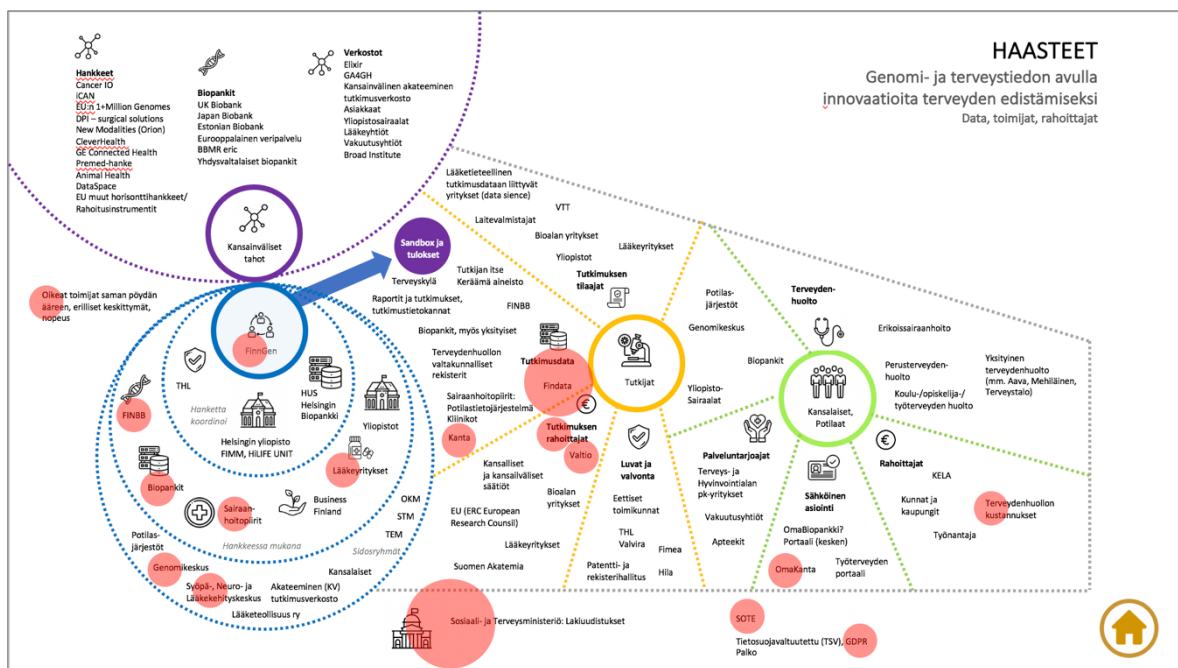 HAASTEET
Genomi- ja terveystiedon avulla
innovaatioita terveyden edistämiseksi
Data, toimijat, rahoittajat
Hankkeet
Cancer IO
iCAN
EU:n 1+Million Genomes
DPI – surgical solutions
New Modalities (Orion)
CleverHealth
GE Connected Health
Premed-hanke
Animal Health
DataSpace
EU muut horisonttihankkeet/
Rahoitusinstrumentit
Biopankit
UK Biobank
Japan Biobank
Estonian Biobank
Eurooppalainen veripalvelu
BBMR eric
Yhdysvaltalaiset biopankit
Verkostot
Elixir
GA4GH
Kansainvälinen akateeminen
tutkimusverkosto
Asiakkaat
Yliopistosairaalat
Lääkeyhtiöt
Vakuutusyhtiöt
Broad Institute
Kansainväliset
tahot
Sandbox ja
tulokset
Oikeat toimijat saman pöydän
ääreen, erilliset keskittymät,
nopeus
FinnGen
THL
Hanketta
koordinoi
HUS
Helsingin
Biopankki
Helsingin yliopisto
FIMM, HiLIFE UNIT
FINBB
Yliopistot
Lääkeyritykset
Biopankit
Sairaan-
hoitopiirit
Business
Finland
Hankkeessa mukana
OKM
STM
TEM
Sidosryhmät
Potilas-
järjestöt
Genomikeskus
Syöpä-, Neuro- ja
Lääkekehityskeskus
Kansalaiset
Akateeminen (KV)
tutkimusverkosto
Lääketeollisuus ry
Lääketieteellinen
tutkimusdataan liittyvät
yritykset (data sience)
VTT
Laitevalmistajat
Bioalan yritykset
Lääkeyritykset
Yliopistot
Tutkimuksen
tilaajat
Terveyskylä
Tutkijan itse
Keräämä aineisto
Raportit ja tutkimukset,
tutkimustietokannat
FINBB
Biopankit, myös yksityiset
Terveydenhuollon
valtakunnalliset
rekisterit
Tutkimusdata
Findata
Sairaanhoitopiirit:
Potilastietojärjestelmä
Klinikot
Kanta
Tutkijat
Tutkimuksen
rahoittajat
Valtio
Kansalliset
ja kansailväliset
säätiöt
Bioalan
yritykset
EU (ERC European
Research Counsil)
Lääkeyritykset
Suomen Akatemia
Luvat ja
valvonta
Eettiset
toimikunnat
THL
Valvira
Fimea
Patentti- ja
rekisterihallitus
Hila
Potilas-
järjestöt
Genomikeskus
Biopankit
Yliopisto-
Sairaalat
Terveyden-
huolto
Erikoissairaanhoito
Perusterveyden-
huolto
Koulu-/opiskelija-/
työterveyden huolto
Yksityinen
terveydenhuolto
(mm. Aava, Mehiläinen,
Terveystalo)
Kansalaiset,
Potilaat
Palveluntarjoajat
Terveys- ja
Hyvinvointialan
pk-yritykset
Vakuutusyhtiöt
Apteekit
Sähköinen
asiointi
OmaBiopankki?
Portaali (kesken)
OmaKanta
Työterveyden
portaali
Rahoittajat
KELA
Kunnat ja
kaupungit
Terveydenhuollon
kustannukset
Työnantaja
Sosiaali- ja Terveysministeriö: Lakiuudistukset
SOTE
Tietosuojavaltuutettu (TSV), GDPR
Palko